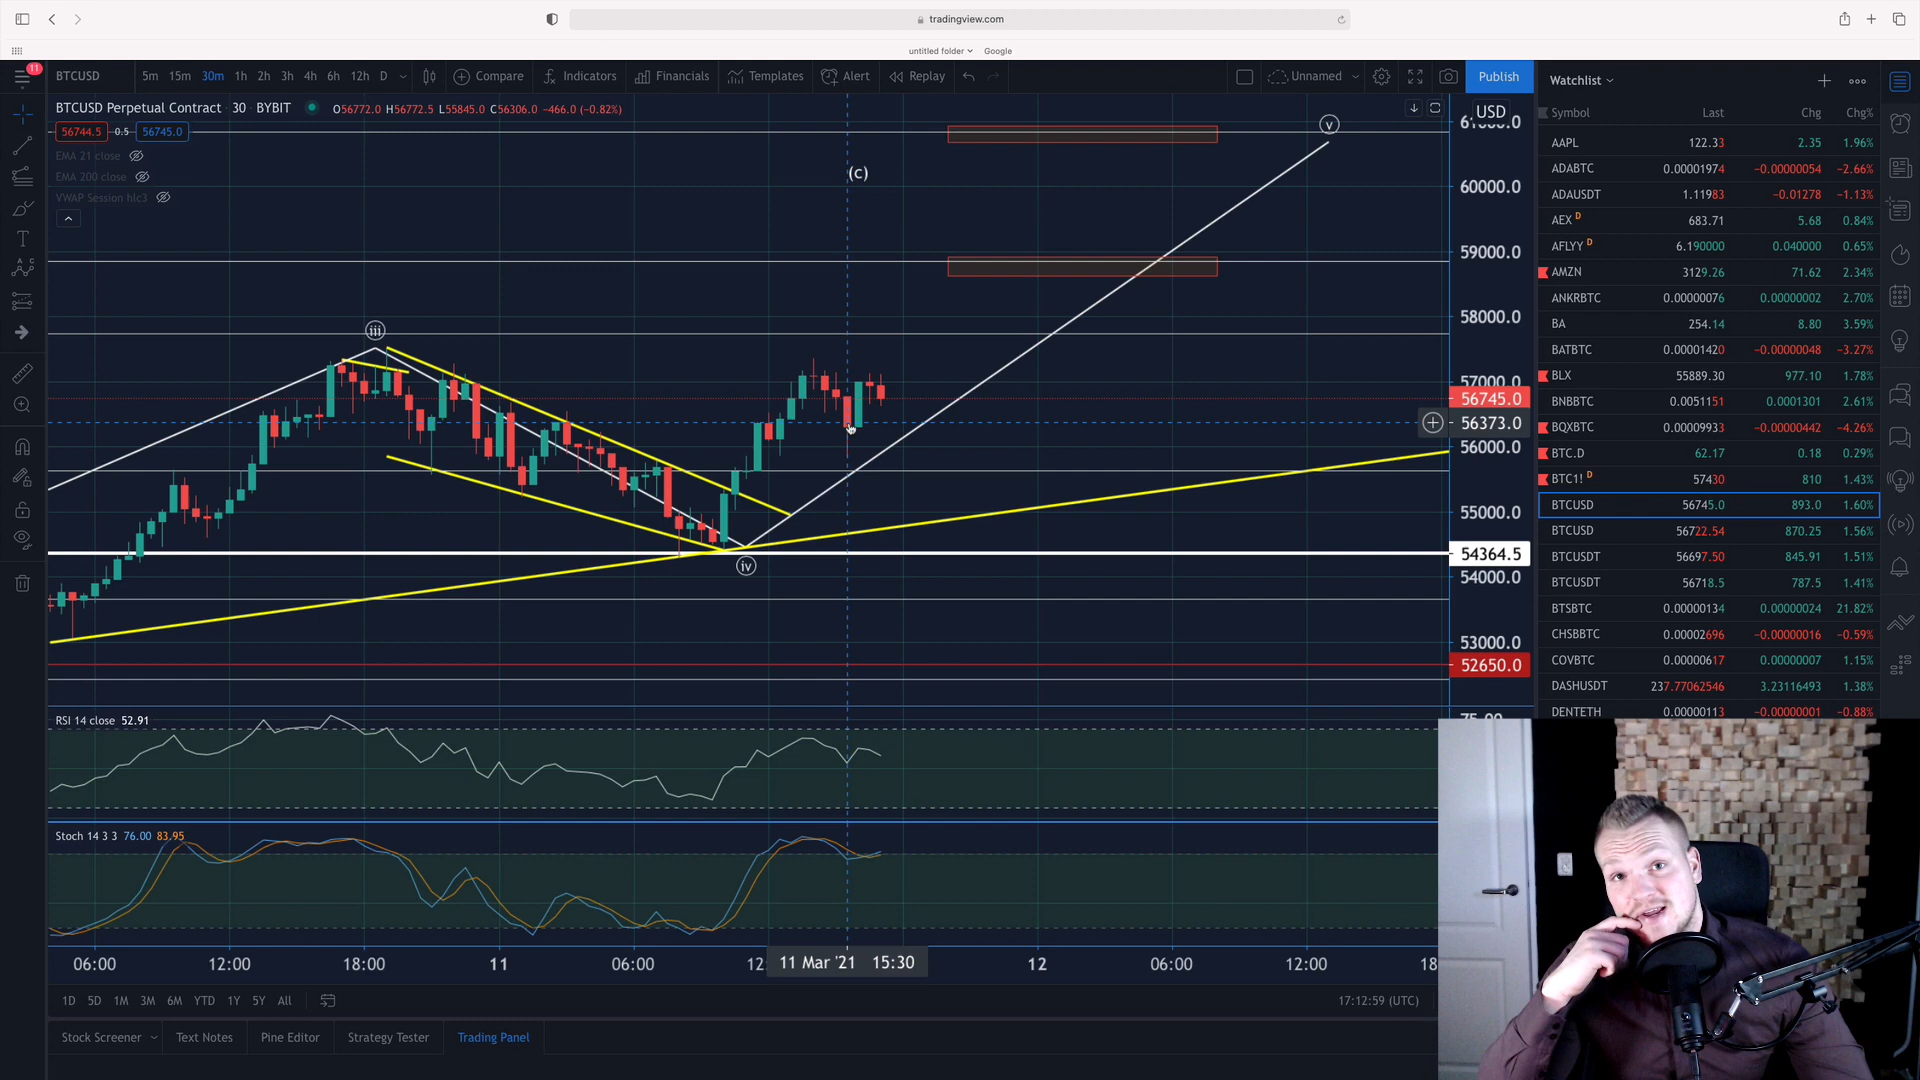 tradingview.com
untitled folder Google
11
BTCUSD 5m 15m 30m 1h 2h 3h 4h 6h 12h D Compare Indicators Financials Templates Alert Replay Unnamed Publish
BTCUSD Perpetual Contract · 30 · BYBIT O56772.0 H56772.5 L55845.0 C56306.0 −466.0 (−0.82%)
56744.5 0.5 56745.0
EMA 21 close
EMA 200 close
VWAP Session hlc3
(c)
iii
iv
v
USD
60000.0
59000.0
58000.0
57000.0
56745.0
56373.0
56000.0
55000.0
54364.5
54000.0
53000.0
52650.0
RSI 14 close 52.91
75.00
Stoch 14 3 3 76.00 83.95
06:00 12:00 18:00 11 06:00 12: 11 Mar '21 15:30 12 06:00 12:00 18
1D 5D 1M 3M 6M YTD 1Y 5Y All 17:12:59 (UTC)
Stock Screener Text Notes Pine Editor Strategy Tester Trading Panel
Watchlist
Symbol Last Chg Chg%
AAPL 122.33 2.35 1.96%
ADABTC 0.00001974 −0.00000054 −2.66%
ADAUSDT 1.11983 −0.01278 −1.13%
AEX D 683.71 5.68 0.84%
AFLYY D 6.190000 0.040000 0.65%
AMZN 3129.26 71.62 2.34%
ANKRBTC 0.00000076 0.00000002 2.70%
BA 254.14 8.80 3.59%
BATBTC 0.00001420 −0.00000048 −3.27%
BLX 55889.30 977.10 1.78%
BNBBTC 0.0051151 0.0001301 2.61%
BQXBTC 0.00009933 −0.00000442 −4.26%
BTC.D 62.17 0.18 0.29%
BTC1! D 57430 810 1.43%
BTCUSD 56745.0 893.0 1.60%
BTCUSD 56722.54 870.25 1.56%
BTCUSDT 56697.50 845.91 1.51%
BTCUSDT 56718.5 787.5 1.41%
BTSBTC 0.00000134 0.00000024 21.82%
CHSBBTC 0.00002696 −0.00000016 −0.59%
COVBTC 0.00000617 0.00000007 1.15%
DASHUSDT 237.77062546 3.23116493 1.38%
DENTETH 0.00000113 −0.00000001 −0.88%